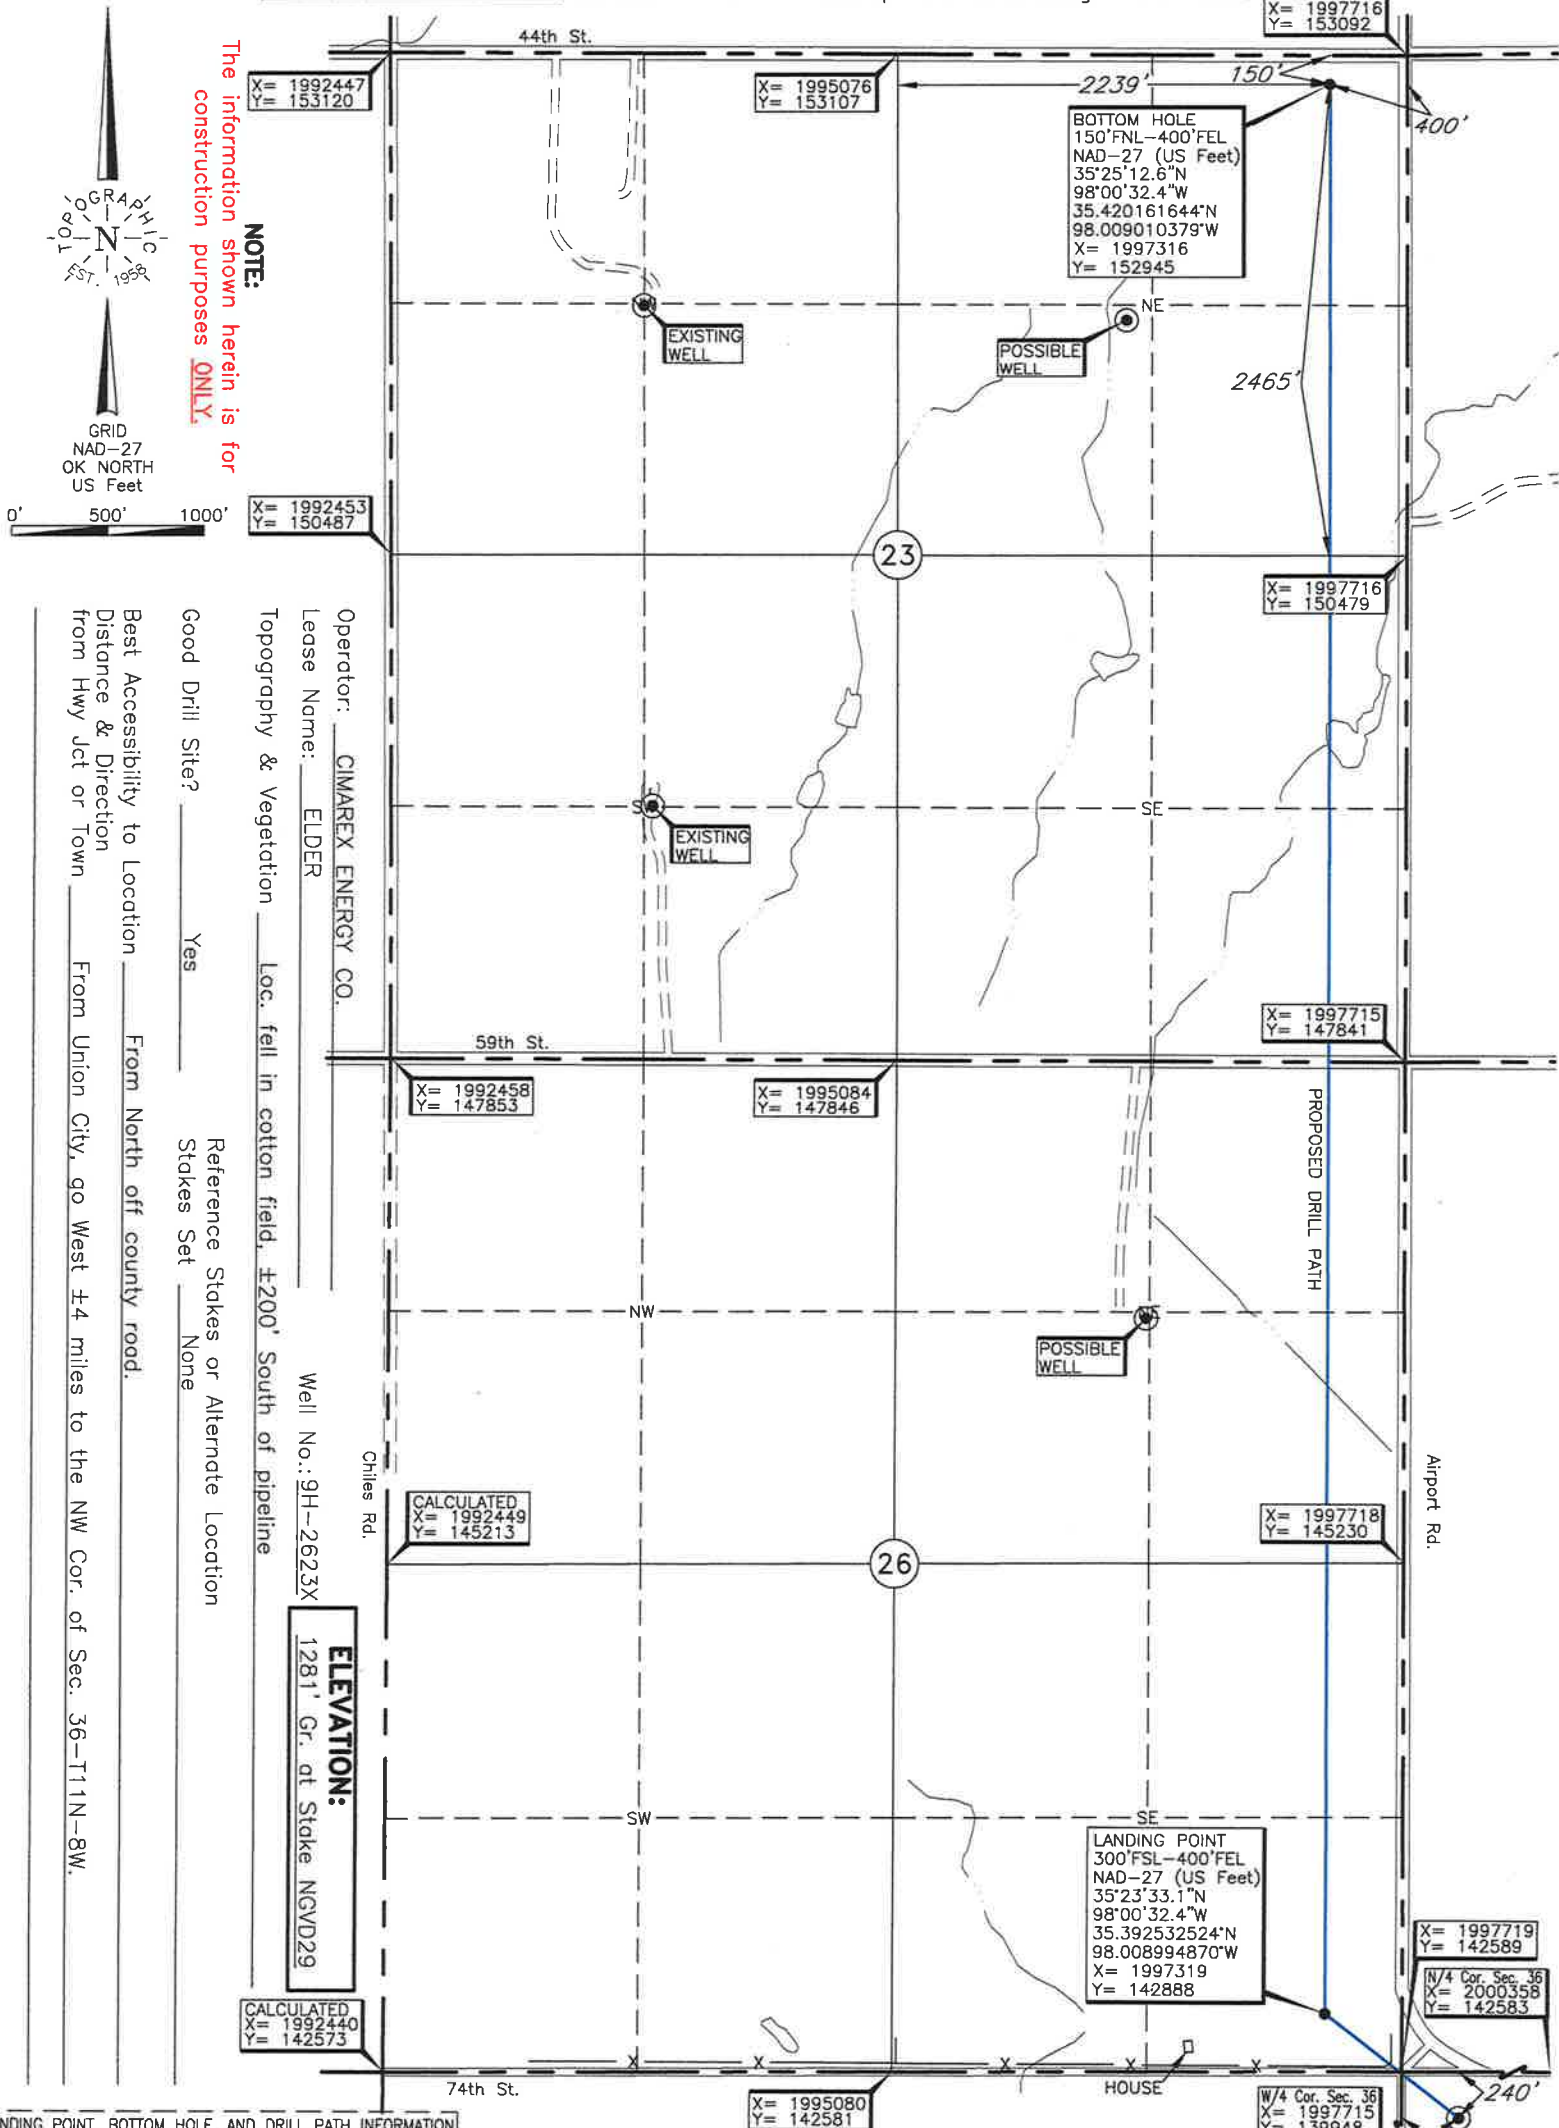 X= 1997716
Y= 153092
44th St.
X= 1992447
Y= 153120
X= 1995076
Y= 153107
2239'
150'
400'
BOTTOM HOLE
150'FNL-400'FEL
NAD-27 (US Feet)
35°25'12.6"N
98°00'32.4"W
35.420161644°N
98.009010379°W
X= 1997316
Y= 152945
TOPOGRAPHIC
N
EST. 1958
NOTE:
The information shown herein is for
construction purposes ONLY.
GRID
NAD-27
OK NORTH
US Feet
0' 500' 1000'
EXISTING
WELL
POSSIBLE
WELL
NE
2465'
X= 1992453
Y= 150487
23
X= 1997716
Y= 150479
SW
EXISTING
WELL
SE
X= 1997715
Y= 147841
59th St.
X= 1992458
Y= 147853
X= 1995084
Y= 147846
PROPOSED DRILL PATH
NW
POSSIBLE
WELL
Chiles Rd.
Airport Rd.
CALCULATED
X= 1992449
Y= 145213
X= 1997718
Y= 145230
26
Operator: CIMAREX ENERGY CO.
Lease Name: ELDER Well No.: 9H-2623X
Topography & Vegetation Loc. fell in cotton field, ±200' South of pipeline
Good Drill Site? Yes
Reference Stakes or Alternate Location
Stakes Set None
Best Accessibility to Location From North off county road.
Distance & Direction
from Hwy Jct or Town From Union City, go West ±4 miles to the NW Cor. of Sec. 36-T11N-8W.
ELEVATION:
1281' Gr. at Stake NGVD29
SW
SE
LANDING POINT
300'FSL-400'FEL
NAD-27 (US Feet)
35°23'33.1"N
98°00'32.4"W
35.392532524°N
98.008994870°W
X= 1997319
Y= 142888
X= 1997719
Y= 142589
N/4 Cor. Sec. 36
X= 2000358
Y= 142583
CALCULATED
X= 1992440
Y= 142573
X X X X X
74th St.
HOUSE
X= 1995080
Y= 142581
W/4 Cor. Sec. 36
X= 1997715
240'
POINT, BOTTOM HOLE AND DRILL PATH INFORMATION